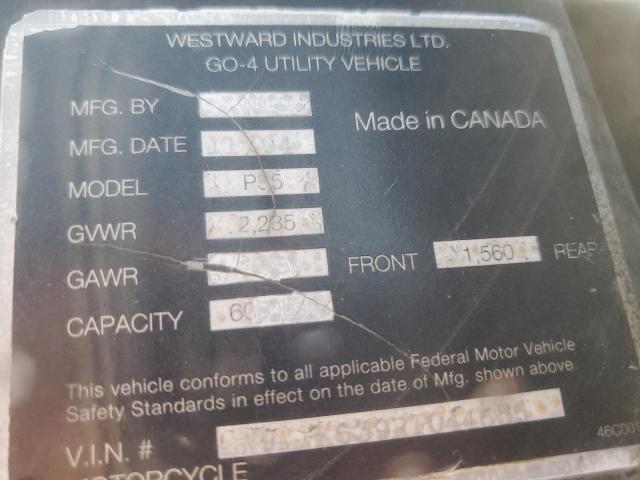 WESTWARD INDUSTRIES LTD.
GO-4 UTILITY VEHICLE
MFG. BY
Made in CANADA
MFG. DATE
MODEL
GVWR 2,235
GAWR FRONT 1,560 REAR
CAPACITY
This vehicle conforms to all applicable Federal Motor Vehicle
Safety Standards in effect on the date of Mfg. shown above.
V.I.N. #
46C001
MOTORCYCLE